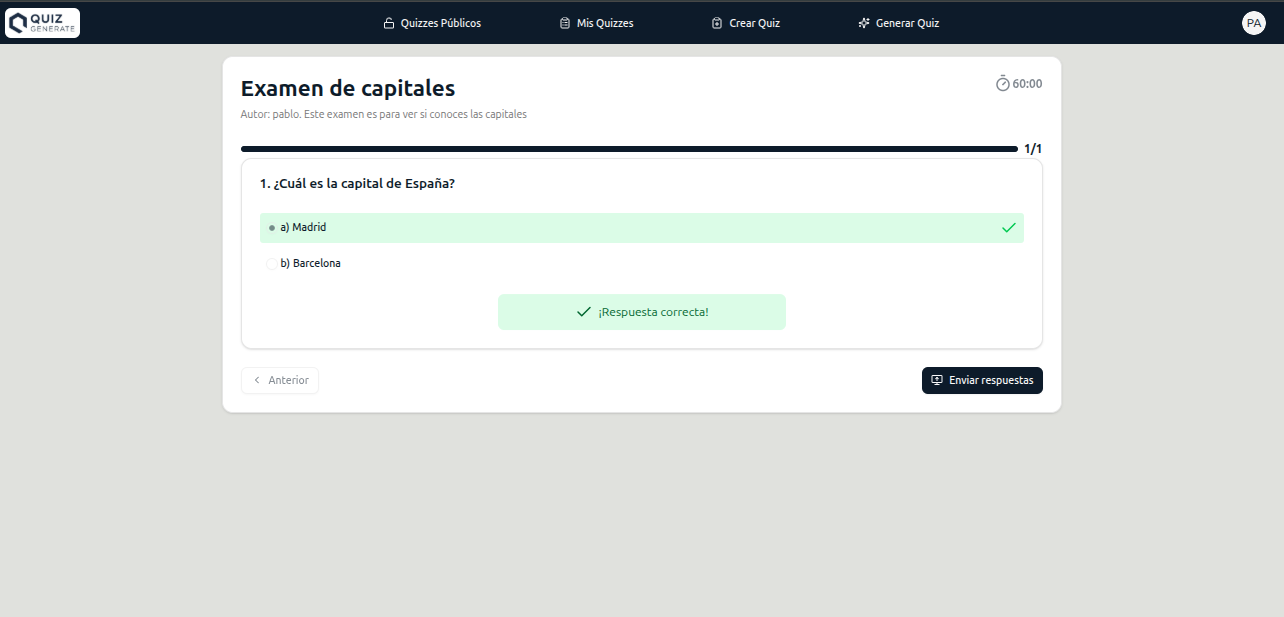 QUIZ
GENERATE
Quizzes Públicos
Mis Quizzes
Crear Quiz
Generar Quiz
PA
Examen de capitales
60:00
Autor: pablo. Este examen es para ver si conoces las capitales
1/1
1. ¿Cuál es la capital de España?
a) Madrid
b) Barcelona
¡Respuesta correcta!
Anterior
Enviar respuestas